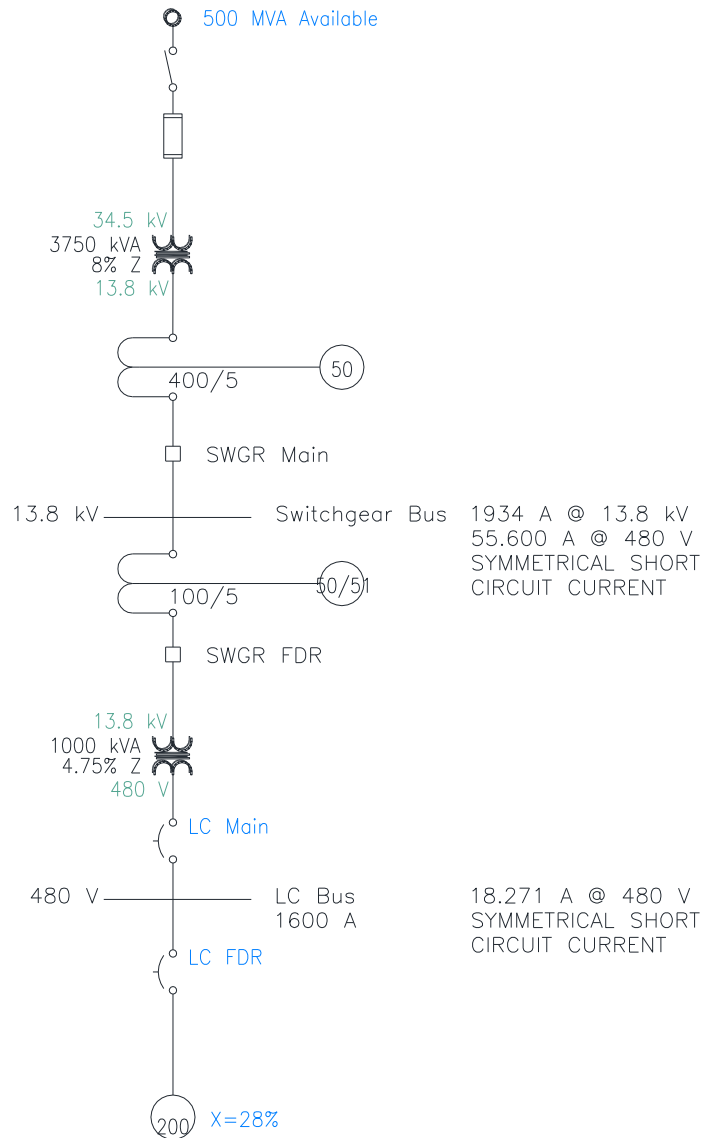 500 MVA Available
34.5 kV
3750 kVA
8% Z
13.8 kV
400/5
50
SWGR Main
13.8 kV
Switchgear Bus
1934 A @ 13.8 kV
55.600 A @ 480 V
SYMMETRICAL SHORT
CIRCUIT CURRENT
100/5
50/51
SWGR FDR
13.8 kV
1000 kVA
4.75% Z
480 V
LC Main
480 V
LC Bus
1600 A
18.271 A @ 480 V
SYMMETRICAL SHORT
CIRCUIT CURRENT
LC FDR
200
X=28%